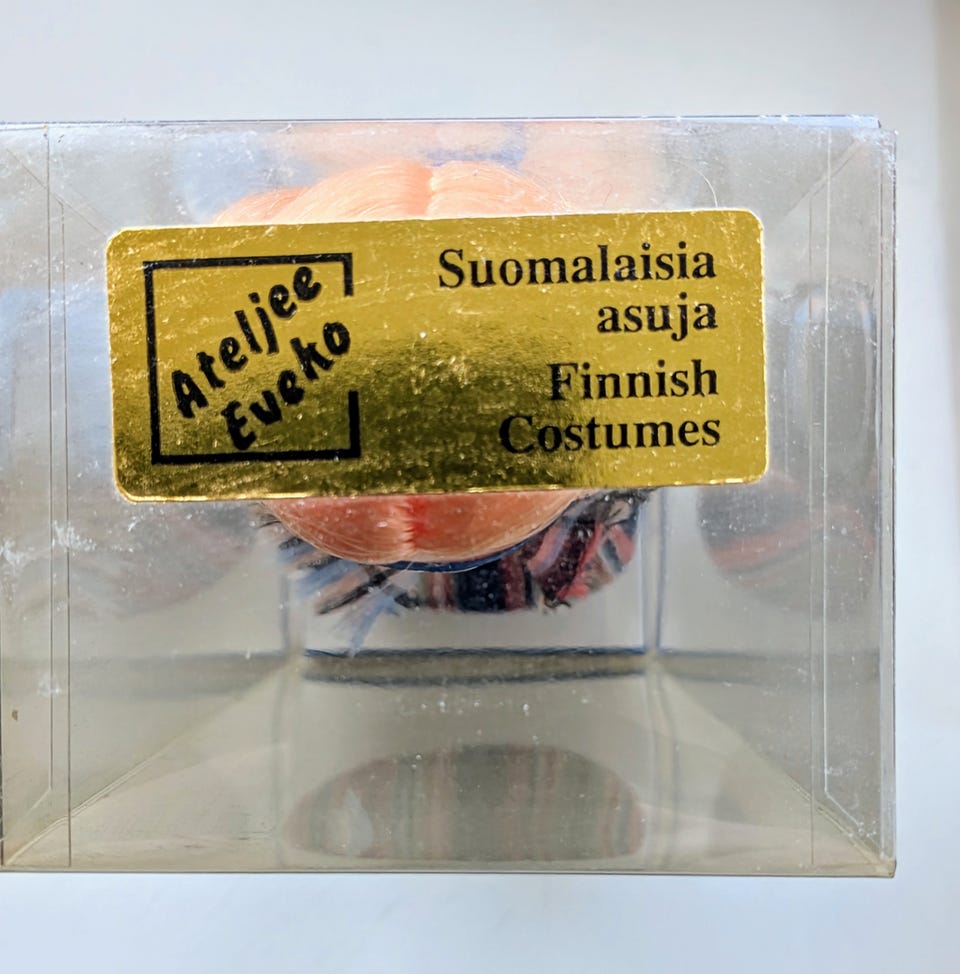 Ateljee
Eveko
Suomalaisia
asuja
Finnish
Costumes